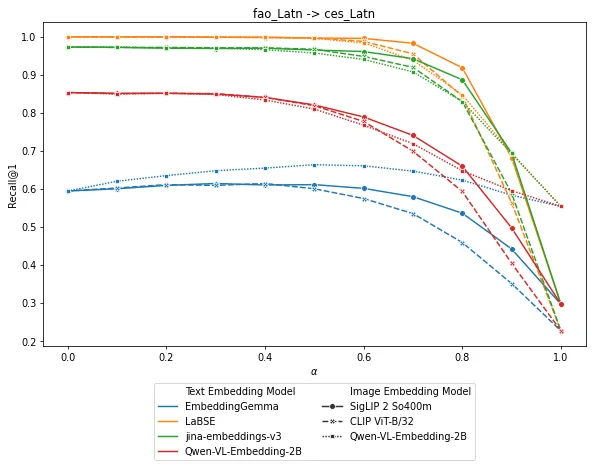 fao_Latn -> ces_Latn
Recall@1
1.0
0.9
0.8
0.7
0.6
0.5
0.4
0.3
0.2
0.0 0.2 0.4 0.6 0.8 1.0
α
Text Embedding Model
EmbeddingGemma
LaBSE
jina-embeddings-v3
Qwen-VL-Embedding-2B
Image Embedding Model
SigLIP 2 So400m
CLIP ViT-B/32
Qwen-VL-Embedding-2B